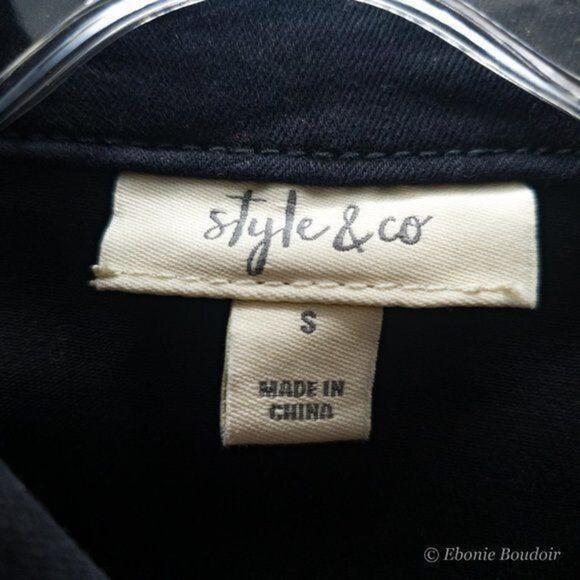 style & co
S
MADE IN
CHINA
© Ebonie Boudoir